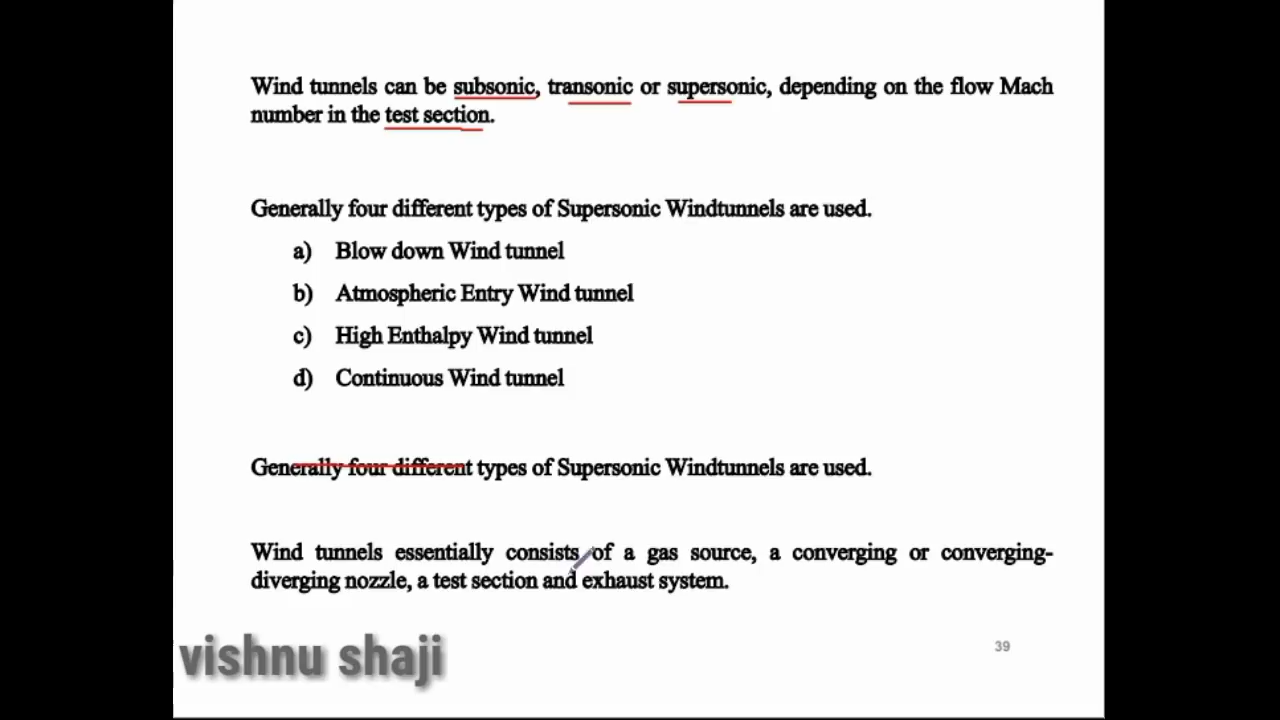 Wind tunnels can be subsonic, transonic or supersonic, depending on the flow Mach
number in the test section.
Generally four different types of Supersonic Windtunnels are used.
a) Blow down Wind tunnel
b) Atmospheric Entry Wind tunnel
c) High Enthalpy Wind tunnel
d) Continuous Wind tunnel
Generally four different types of Supersonic Windtunnels are used.
Wind tunnels essentially consists of a gas source, a converging or converging-
diverging nozzle, a test section and exhaust system.
vishnu shaji
39